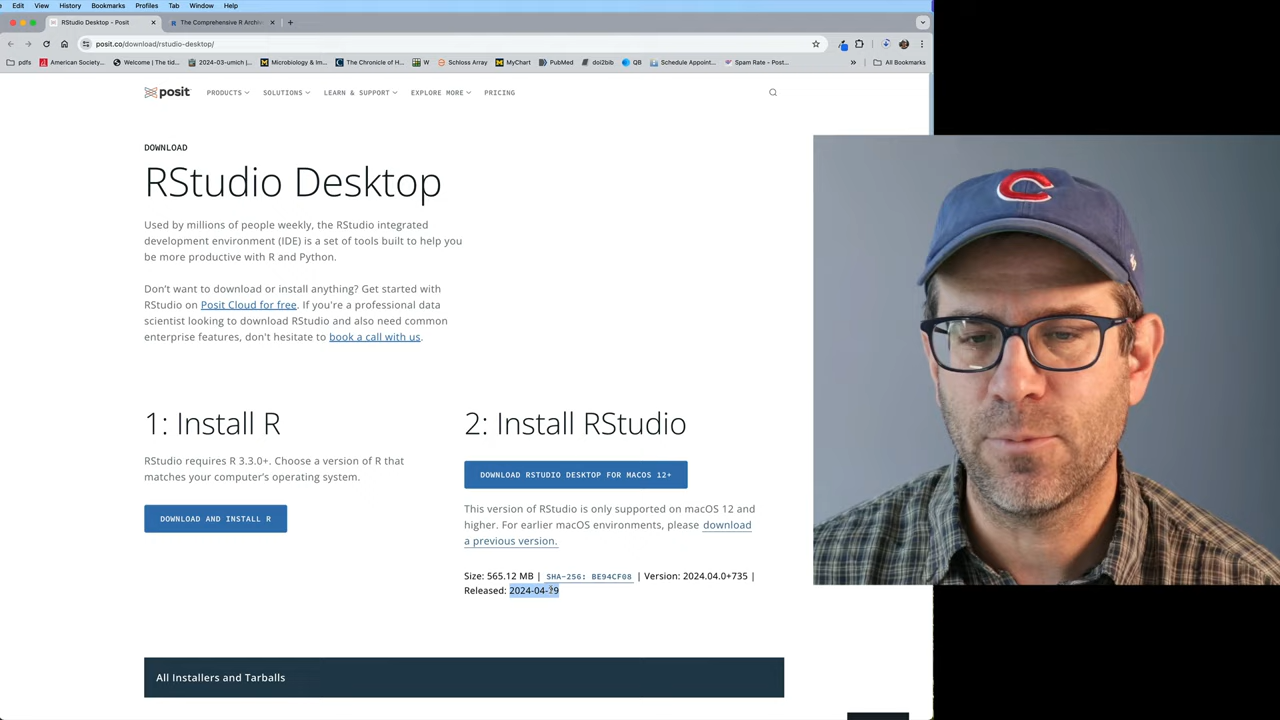 Edit View History Bookmarks Profiles Tab Window Help
RStudio Desktop - Posit
The Comprehensive R Archiv
posit.co/download/rstudio-desktop/
pdfs
American Society...
Welcome | The tid...
2024-03-umich |...
Microbiology & Im...
The Chronicle of H...
W
Schloss Array
MyChart
PubMed
doi2bib
QB
Schedule Appoint...
Spam Rate - Post...
All Bookmarks
posit
PRODUCTS
SOLUTIONS
LEARN & SUPPORT
EXPLORE MORE
PRICING
DOWNLOAD
RStudio Desktop
Used by millions of people weekly, the RStudio integrated
development environment (IDE) is a set of tools built to help you
be more productive with R and Python.
Don't want to download or install anything? Get started with
RStudio on Posit Cloud for free. If you're a professional data
scientist looking to download RStudio and also need common
enterprise features, don't hesitate to book a call with us.
1: Install R
RStudio requires R 3.3.0+. Choose a version of R that
matches your computer's operating system.
DOWNLOAD AND INSTALL R
2: Install RStudio
DOWNLOAD RSTUDIO DESKTOP FOR MACOS 12+
This version of RStudio is only supported on macOS 12 and
higher. For earlier macOS environments, please download
a previous version.
Size: 565.12 MB | SHA-256: BE94CF08 | Version: 2024.04.0+735 |
Released: 2024-04-29
All Installers and Tarballs
C